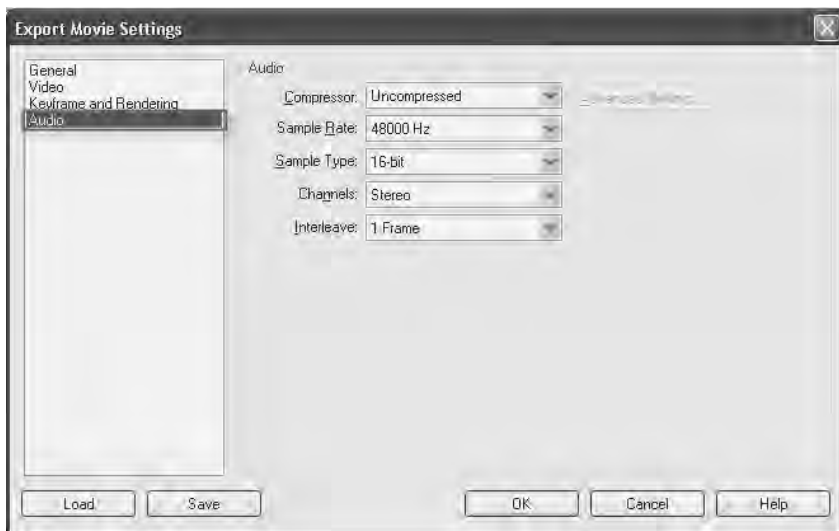 Export Movie Settings
General
Video
Keyframe and Rendering
Audio
Audio
Compressor: Uncompressed
Sample Rate: 48000 Hz
Sample Type: 16-bit
Channels: Stereo
Interleave: 1 Frame
Load
Save
OK
Cancel
Help